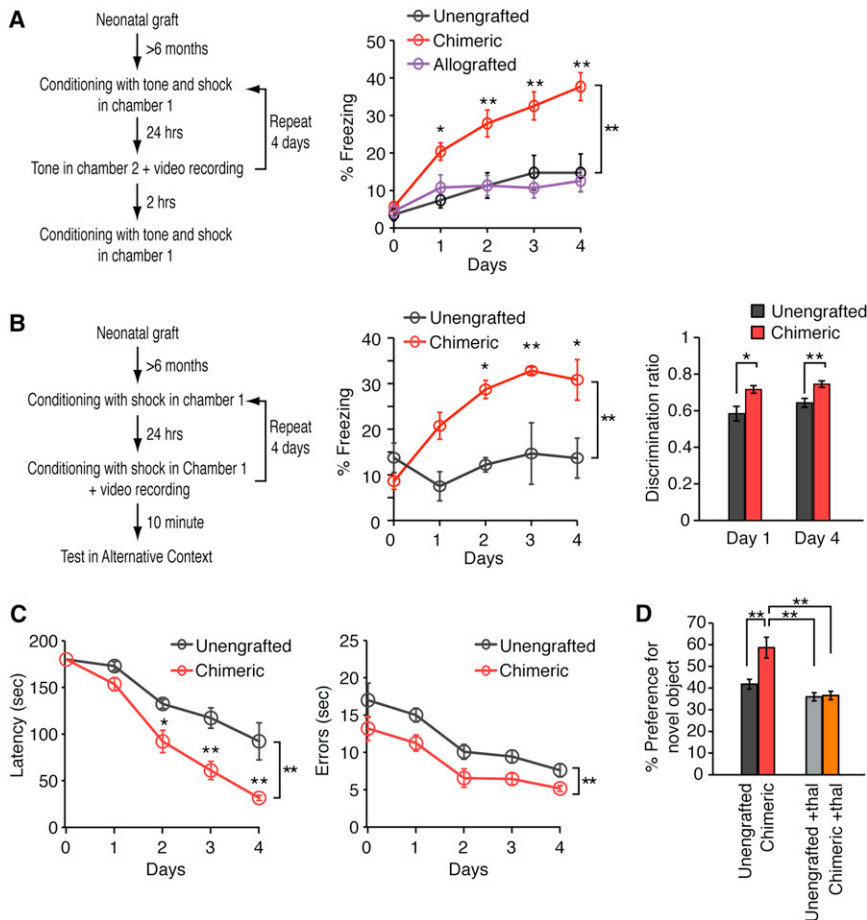 A
Neonatal graft
>6 months
Conditioning with tone and shock
in chamber 1
24 hrs
Repeat
4 days
Tone in chamber 2 + video recording
2 hrs
Conditioning with tone and shock
in chamber 1
Unengrafted
Chimeric
Allografted
50
40
30
20
10
0
% Freezing
* ** ** **
**
0 1 2 3 4
Days
B
Neonatal graft
>6 months
Conditioning with shock in chamber 1
24 hrs
Repeat
4 days
Conditioning with shock in Chamber 1
+ video recording
10 minute
Test in Alternative Context
Unengrafted
Chimeric
40
30
20
10
0
% Freezing
* ** *
**
0 1 2 3 4
Days
Unengrafted
Chimeric
1
0.8
0.6
0.4
0.2
0
Discrimination ratio
* **
Day 1 Day 4
C
Unengrafted
Chimeric
200
150
100
50
0
Latency (sec)
* ** **
**
0 1 2 3 4
Days
Unengrafted
Chimeric
25
20
15
10
5
0
Errors (sec)
**
0 1 2 3 4
Days
D
70
60
50
40
30
20
10
0
% Preference for
novel object
** ** **
Unengrafted
Chimeric
Unengrafted +thal
Chimeric +thal